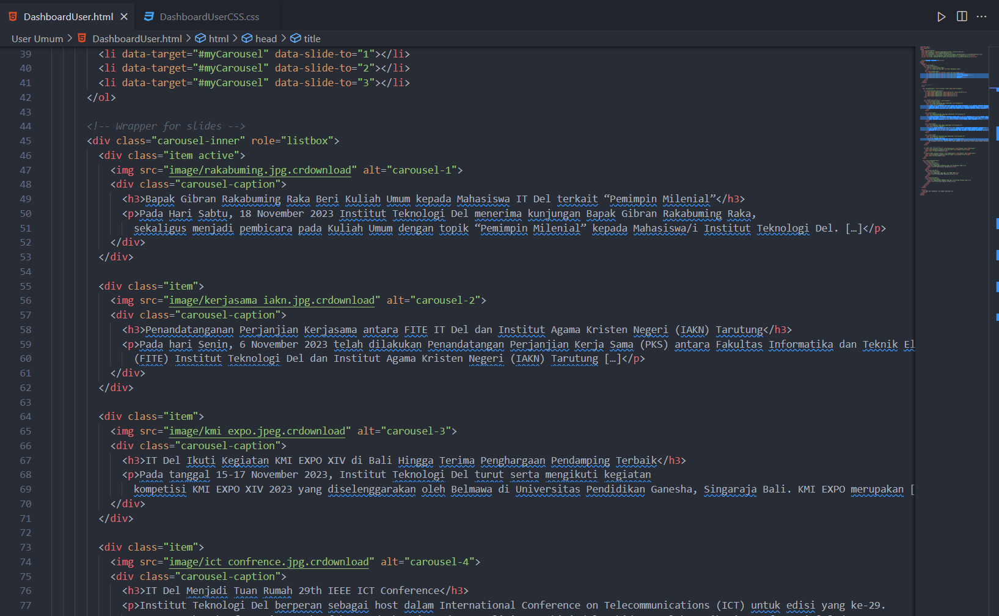 DashboardUser.html
DashboardUserCSS.css
User Umum > DashboardUser.html > html > head > title
39 <li data-target="#myCarousel" data-slide-to="1"></li>
40 <li data-target="#myCarousel" data-slide-to="2"></li>
41 <li data-target="#myCarousel" data-slide-to="3"></li>
42 </ol>
43
44 <!-- Wrapper for slides -->
45 <div class="carousel-inner" role="listbox">
46 <div class="item active">
47 <img src="image/rakabuming.jpg.crdownload" alt="carousel-1">
48 <div class="carousel-caption">
49 <h3>Bapak Gibran Rakabuming Raka Beri Kuliah Umum kepada Mahasiswa IT Del terkait “Pemimpin Milenial”</h3>
50 <p>Pada Hari Sabtu, 18 November 2023 Institut Teknologi Del menerima kunjungan Bapak Gibran Rakabuming Raka,
51 sekaligus menjadi pembicara pada Kuliah Umum dengan topik “Pemimpin Milenial” kepada Mahasiswa/i Institut Teknologi Del. […]</p>
52 </div>
53 </div>
54
55 <div class="item">
56 <img src="image/kerjasama iakn.jpg.crdownload" alt="carousel-2">
57 <div class="carousel-caption">
58 <h3>Penandatanganan Perjanjian Kerjasama antara FITE IT Del dan Institut Agama Kristen Negeri (IAKN) Tarutung</h3>
59 <p>Pada hari Senin, 6 November 2023 telah dilakukan Penandatangan Perjanjian Kerja Sama (PKS) antara Fakultas Informatika dan Teknik El
60 (FITE) Institut Teknologi Del dan Institut Agama Kristen Negeri (IAKN) Tarutung […]</p>
61 </div>
62 </div>
63
64 <div class="item">
65 <img src="image/kmi expo.jpeg.crdownload" alt="carousel-3">
66 <div class="carousel-caption">
67 <h3>IT Del Ikuti Kegiatan KMI EXPO XIV di Bali Hingga Terima Penghargaan Pendamping Terbaik</h3>
68 <p>Pada tanggal 15-17 November 2023, Institut Teknologi Del turut serta mengikuti kegiatan
69 kompetisi KMI EXPO XIV 2023 yang diselenggarakan oleh Belmawa di Universitas Pendidikan Ganesha, Singaraja Bali. KMI EXPO merupakan [
70 </div>
71 </div>
72
73 <div class="item">
74 <img src="image/ict confrence.jpg.crdownload" alt="carousel-4">
75 <div class="carousel-caption">
76 <h3>IT Del Menjadi Tuan Rumah 29th IEEE ICT Conference</h3>
77 <p>Institut Teknologi Del berperan sebagai host dalam International Conference on Telecommunications (ICT) untuk edisi yang ke-29.